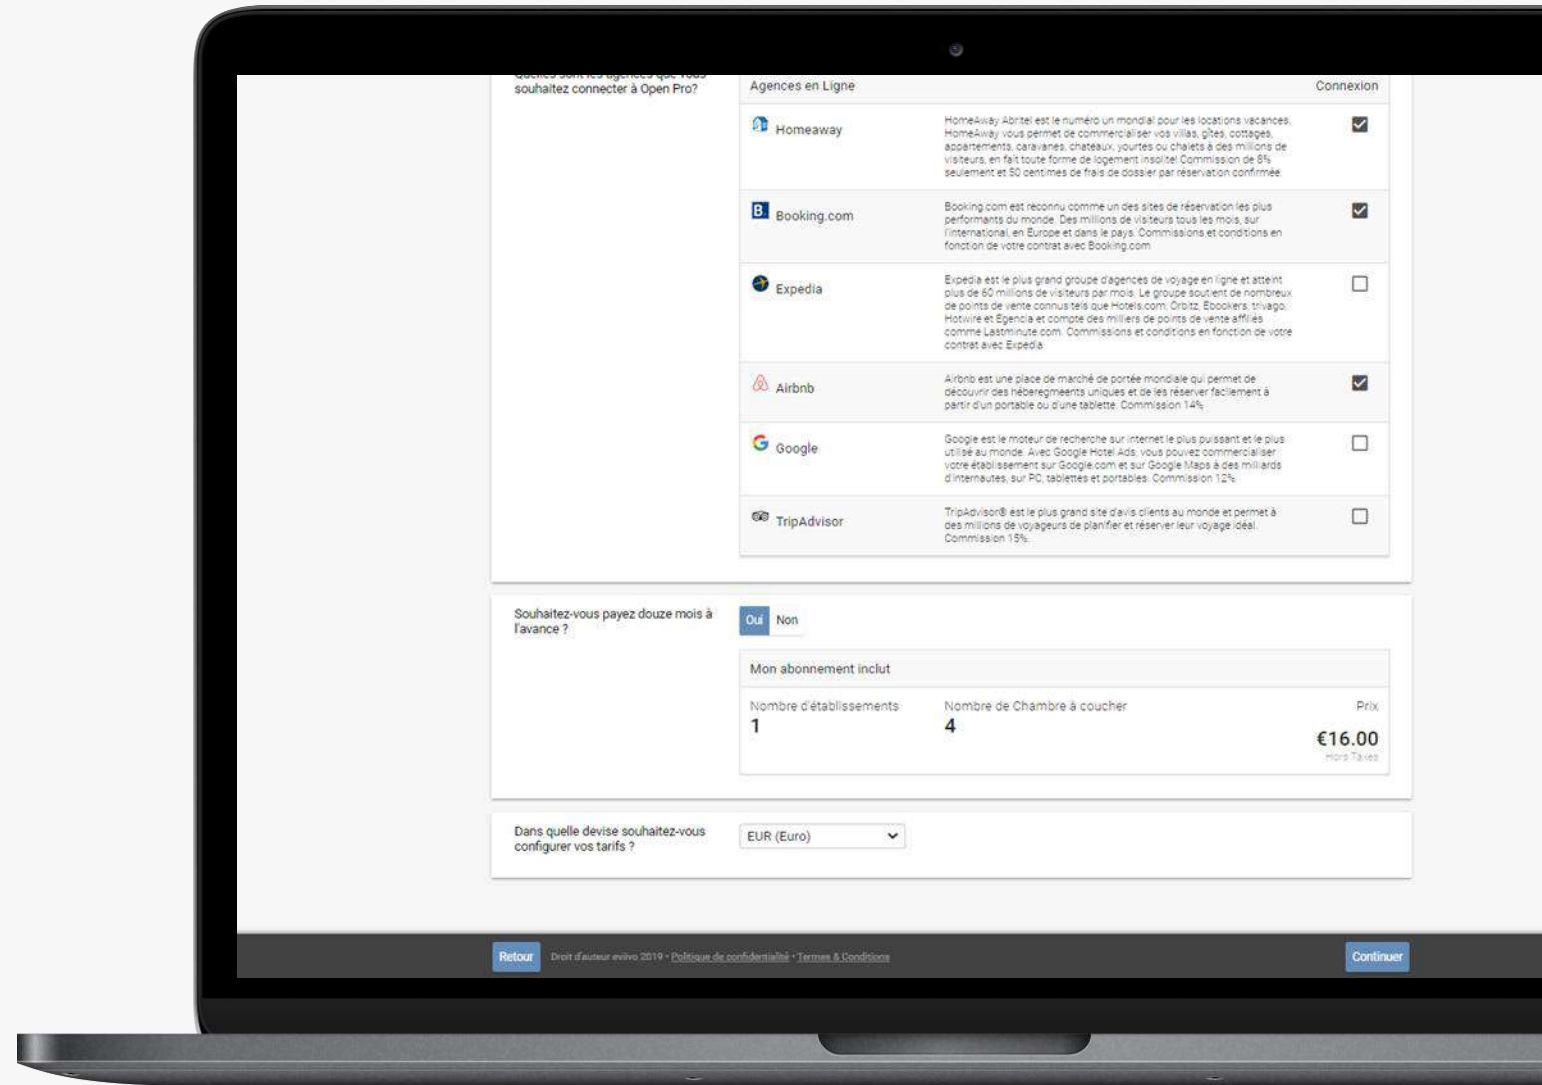 Quelles sont les agences que vous
souhaitez connecter à Open Pro?
Agences en Ligne
Connexion
Homeaway
HomeAway Abritel est le numéro un mondial pour les locations vacances.
HomeAway vous permet de commercialiser vos villas, gîtes, cottages,
appartements, caravanes, chateaux, yourtes ou chalets à des millions de
visiteurs, en fait toute forme de logement insolite! Commission de 8%
seulement et 50 centimes de frais de dossier par réservation confirmée
B.
Booking.com
Booking.com est reconnu comme un des sites de réservation les plus
performants du monde. Des millions de visiteurs tous les mois, sur
l'international, en Europe et dans le pays. Commissions et conditions en
fonction de votre contrat avec Booking.com
Expedia
Expedia est le plus grand groupe d'agences de voyage en ligne et atteint
plus de 60 millions de visiteurs par mois. Le groupe soutient de nombreux
de points de vente connus tels que Hotels.com, Orbitz, Ebookers, trivago,
Hotwire et Egencia et compte des milliers de points de vente affiliés
comme Lastminute.com. Commissions et conditions en fonction de votre
contrat avec Expedia
Airbnb
Airbnb est une place de marché de portée mondiale qui permet de
découvrir des héberegmeents uniques et de les réserver facilement à
partir d'un portable ou d'une tablette. Commission 14%
G
Google
Google est le moteur de recherche sur internet le plus puissant et le plus
utilisé au monde. Avec Google Hotel Ads, vous pouvez commercialiser
votre établissement sur Google.com et sur Google Maps à des milliards
d'internautes, sur PC, tablettes et portables. Commission 12%
TripAdvisor
TripAdvisor® est le plus grand site d'avis clients au monde et permet à
des millions de voyageurs de planifier et réserver leur voyage idéal.
Commission 15%.
Souhaitez-vous payez douze mois à
l'avance ?
Oui Non
Mon abonnement inclut
Nombre d'établissements
1
Nombre de Chambre à coucher
4
Prix
€16.00
Hors Taxes
Dans quelle devise souhaitez-vous
configurer vos tarifs ?
EUR (Euro)
Retour
Droit d'auteur eviivo 2019 • Politique de confidentialité • Termes & Conditions
Continuer